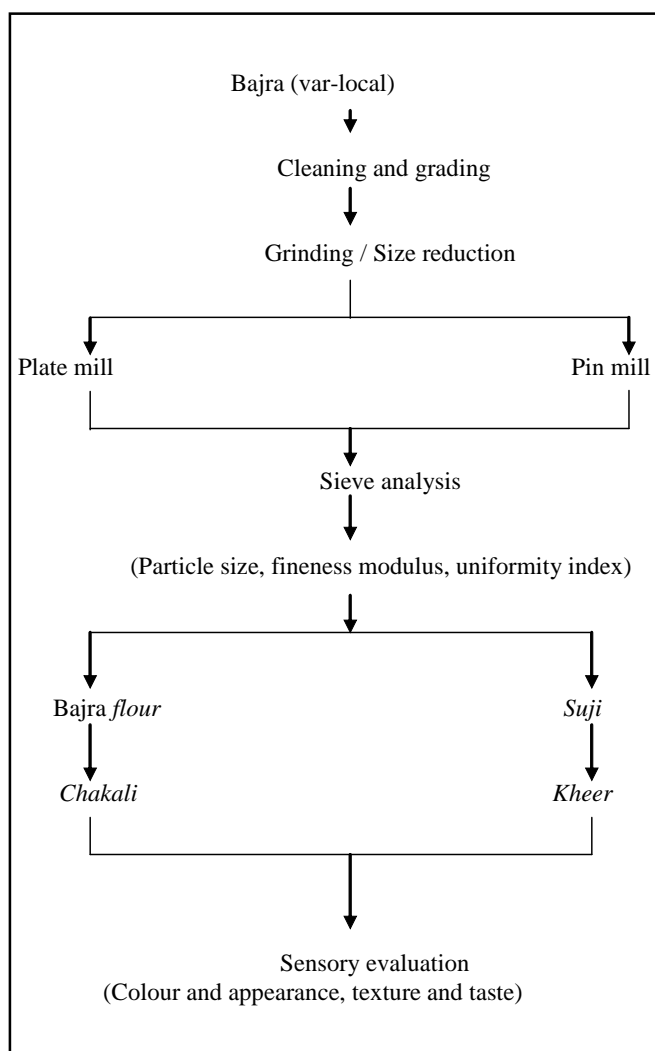 Bajra (var-local)
Cleaning and grading
Grinding / Size reduction
Plate mill
Pin mill
Sieve analysis
(Particle size, fineness modulus, uniformity index)
Bajra flour
Suji
Chakali
Kheer
Sensory evaluation
(Colour and appearance, texture and taste)